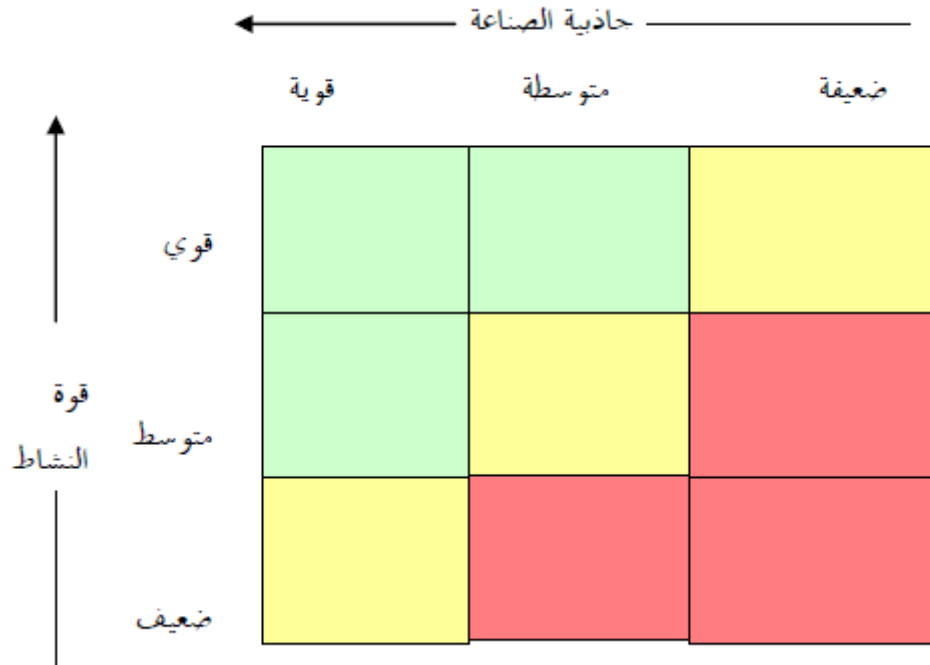 جاذبية الصناعة
ضعيفة
متوسطة
قوية
قوي
متوسط
ضعيف
قوة
النشاط